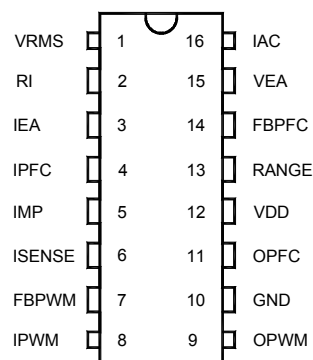 VRMS 1 16 IAC
RI 2 15 VEA
IEA 3 14 FBPFC
IPFC 4 13 RANGE
IMP 5 12 VDD
ISENSE 6 11 OPFC
FBPWM 7 10 GND
IPWM 8 9 OPWM